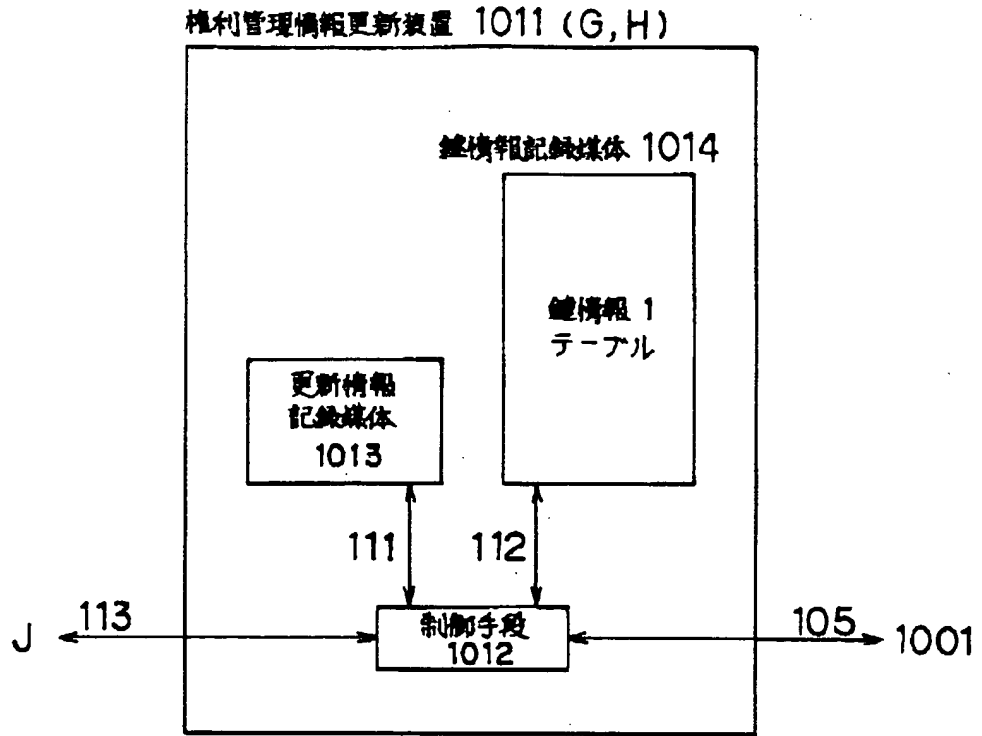 権利管理情報更新装置 1011 (G,H)
鍵情報記録媒体 1014
鍵情報 1
テーブル
更新情報
記録媒体
1013
111
112
制御手段
1012
J
113
105
1001